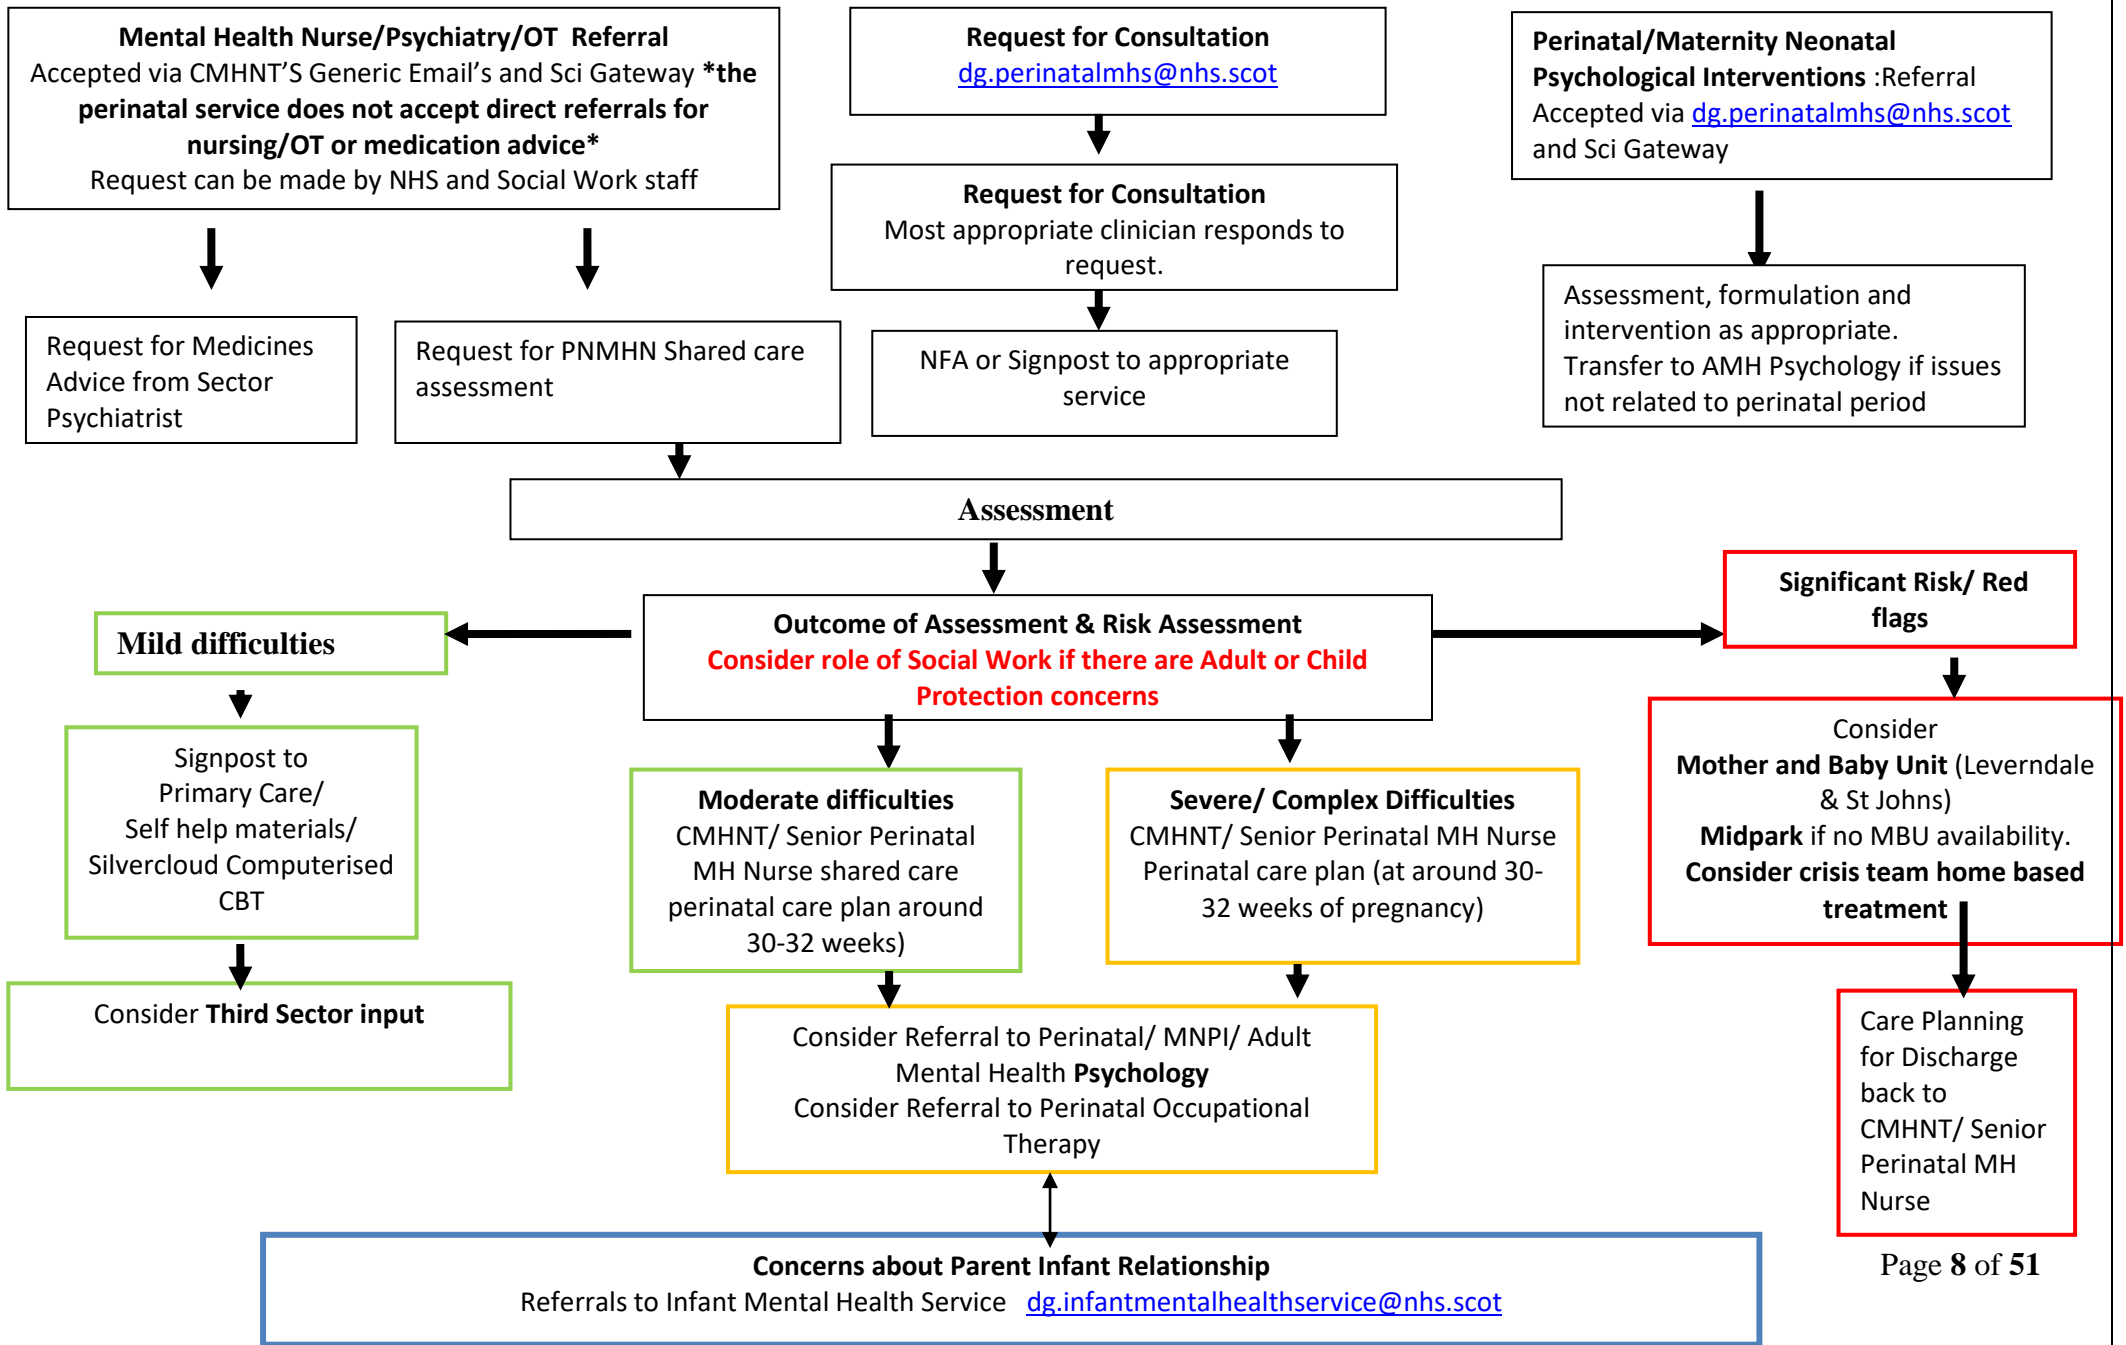 Mental Health Nurse/Psychiatry/OT  Referral
Accepted via CMHNT'S Generic Email's and Sci Gateway *the
perinatal service does not accept direct referrals for
nursing/OT or medication advice*
Request can be made by NHS and Social Work staff
Request for Consultation
dg.perinatalmhs@nhs.scot
Perinatal/Maternity Neonatal
Psychological Interventions :Referral
Accepted via dg.perinatalmhs@nhs.scot
and Sci Gateway
Request for Consultation
Most appropriate clinician responds to
request.
Request for Medicines
Advice from Sector
Psychiatrist
Request for PNMHN Shared care
assessment
NFA or Signpost to appropriate
service
Assessment, formulation and
intervention as appropriate.
Transfer to AMH Psychology if issues
not related to perinatal period
Assessment
Mild difficulties
Outcome of Assessment & Risk Assessment
Consider role of Social Work if there are Adult or Child
Protection concerns
Significant Risk/ Red
flags
Signpost to
Primary Care/
Self help materials/
Silvercloud Computerised
CBT
Moderate difficulties
CMHNT/ Senior Perinatal
MH Nurse shared care
perinatal care plan around
30-32 weeks)
Severe/ Complex Difficulties
CMHNT/ Senior Perinatal MH Nurse
Perinatal care plan (at around 30-
32 weeks of pregnancy)
Consider
Mother and Baby Unit (Leverndale
& St Johns)
Midpark if no MBU availability.
Consider crisis team home based
treatment
Consider Third Sector input
Consider Referral to Perinatal/ MNPI/ Adult
Mental Health Psychology
Consider Referral to Perinatal Occupational
Therapy
Care Planning
for Discharge
back to
CMHNT/ Senior
Perinatal MH
Nurse
Concerns about Parent Infant Relationship
Referrals to Infant Mental Health Service   dg.infantmentalhealthservice@nhs.scot
Page 8 of 51